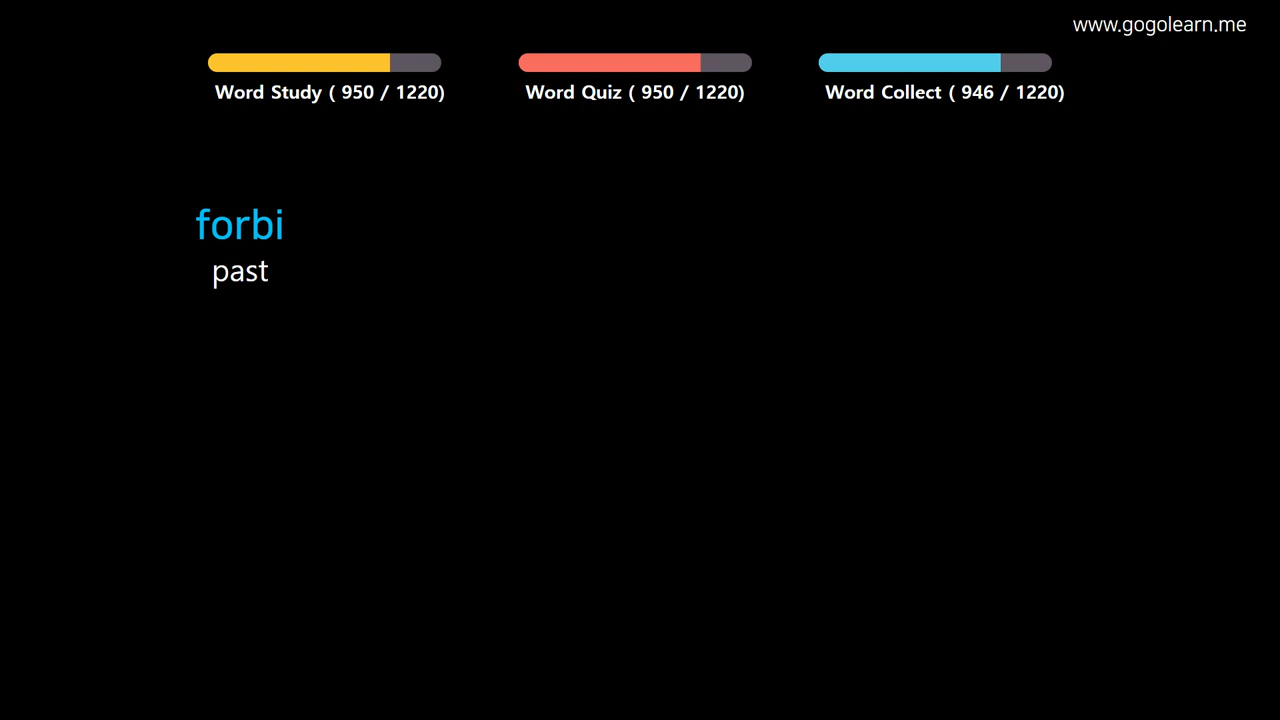 www.gogolearn.me
Word Study ( 950 / 1220)
Word Quiz ( 950 / 1220)
Word Collect ( 946 / 1220)
forbi
past